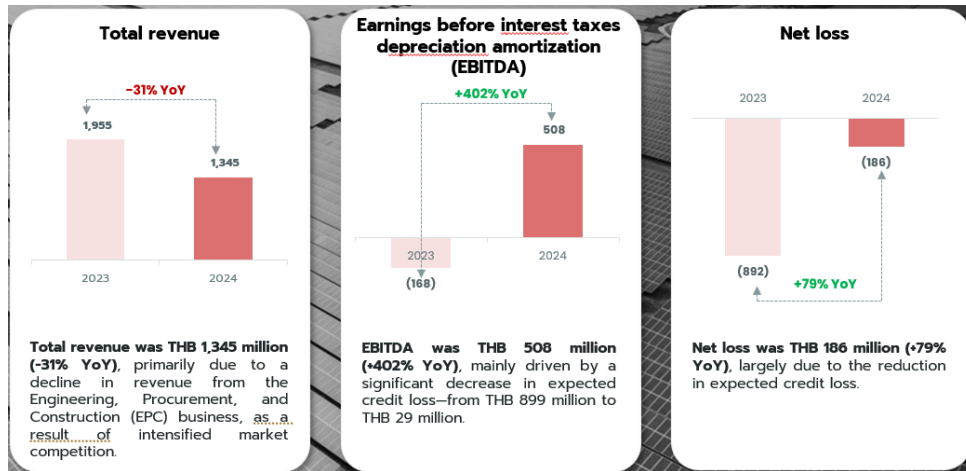 Total revenue
-31% YoY
1,955
1,345
2023
2024
Total revenue was THB 1,345 million
(-31% YoY), primarily due to a
decline in revenue from the
Engineering, Procurement, and
Construction (EPC) business, as a
result of intensified market
competition.
Earnings before interest taxes
depreciation amortization
(EBITDA)
+402% YoY
508
2023
2024
(168)
EBITDA was THB 508 million
(+402% YoY), mainly driven by a
significant decrease in expected
credit loss—from THB 899 million to
THB 29 million.
Net loss
2023
2024
(186)
(892)
+79% YoY
Net loss was THB 186 million (+79%
YoY), largely due to the reduction
in expected credit loss.